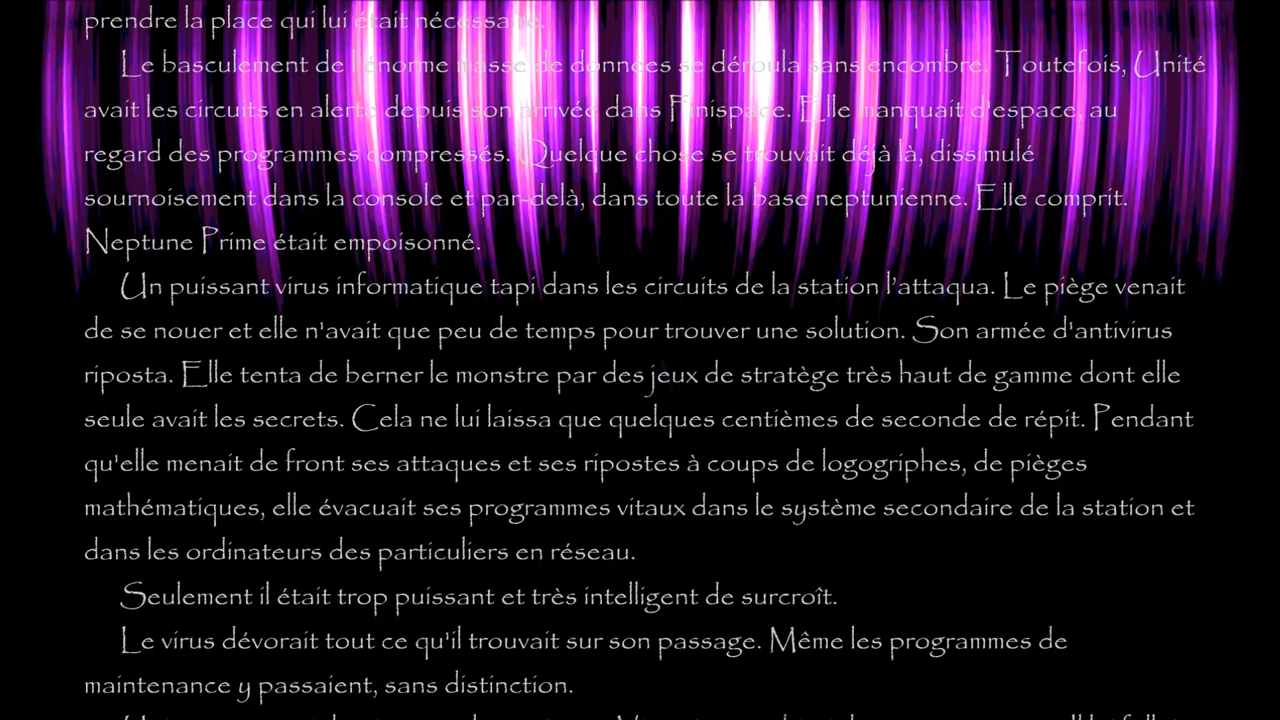 prendre la place qui lui était nécessaire.
Le basculement de l'énorme masse de données se déroula sans encombre. Toutefois, Unité
avait les circuits en alerte depuis son arrivée dans Finispace. Elle manquait d'espace, au
regard des programmes compressés. Quelque chose se trouvait déjà là, dissimulé
sournoisement dans la console et par-delà, dans toute la base neptunienne. Elle comprit.
Neptune Prime était empoisonné.
Un puissant virus informatique tapi dans les circuits de la station l'attaqua. Le piège venait
de se nouer et elle n'avait que peu de temps pour trouver une solution. Son armée d'antivirus
riposta. Elle tenta de berner le monstre par des jeux de stratège très haut de gamme dont elle
seule avait les secrets. Cela ne lui laissa que quelques centièmes de seconde de répit. Pendant
qu'elle menait de front ses attaques et ses ripostes à coups de logogriphes, de pièges
mathématiques, elle évacuait ses programmes vitaux dans le système secondaire de la station et
dans les ordinateurs des particuliers en réseau.
Seulement il était trop puissant et très intelligent de surcroît.
Le virus dévorait tout ce qu'il trouvait sur son passage. Même les programmes de
maintenance y passaient, sans distinction.